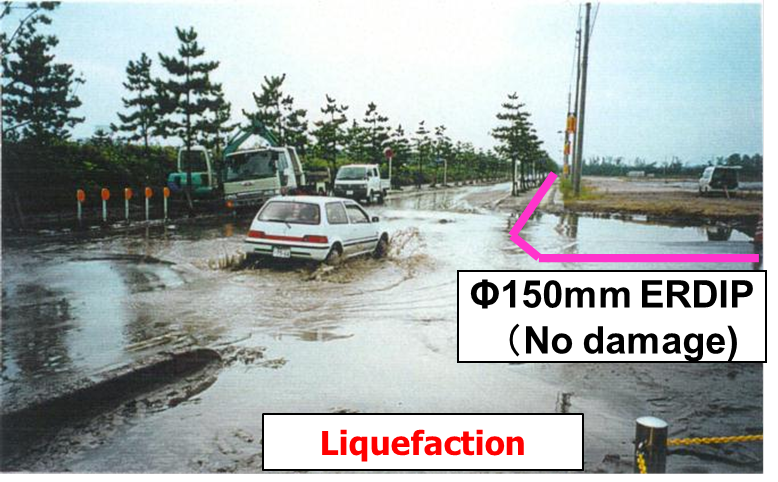 Φ150mm ERDIP
（No damage)
Liquefaction